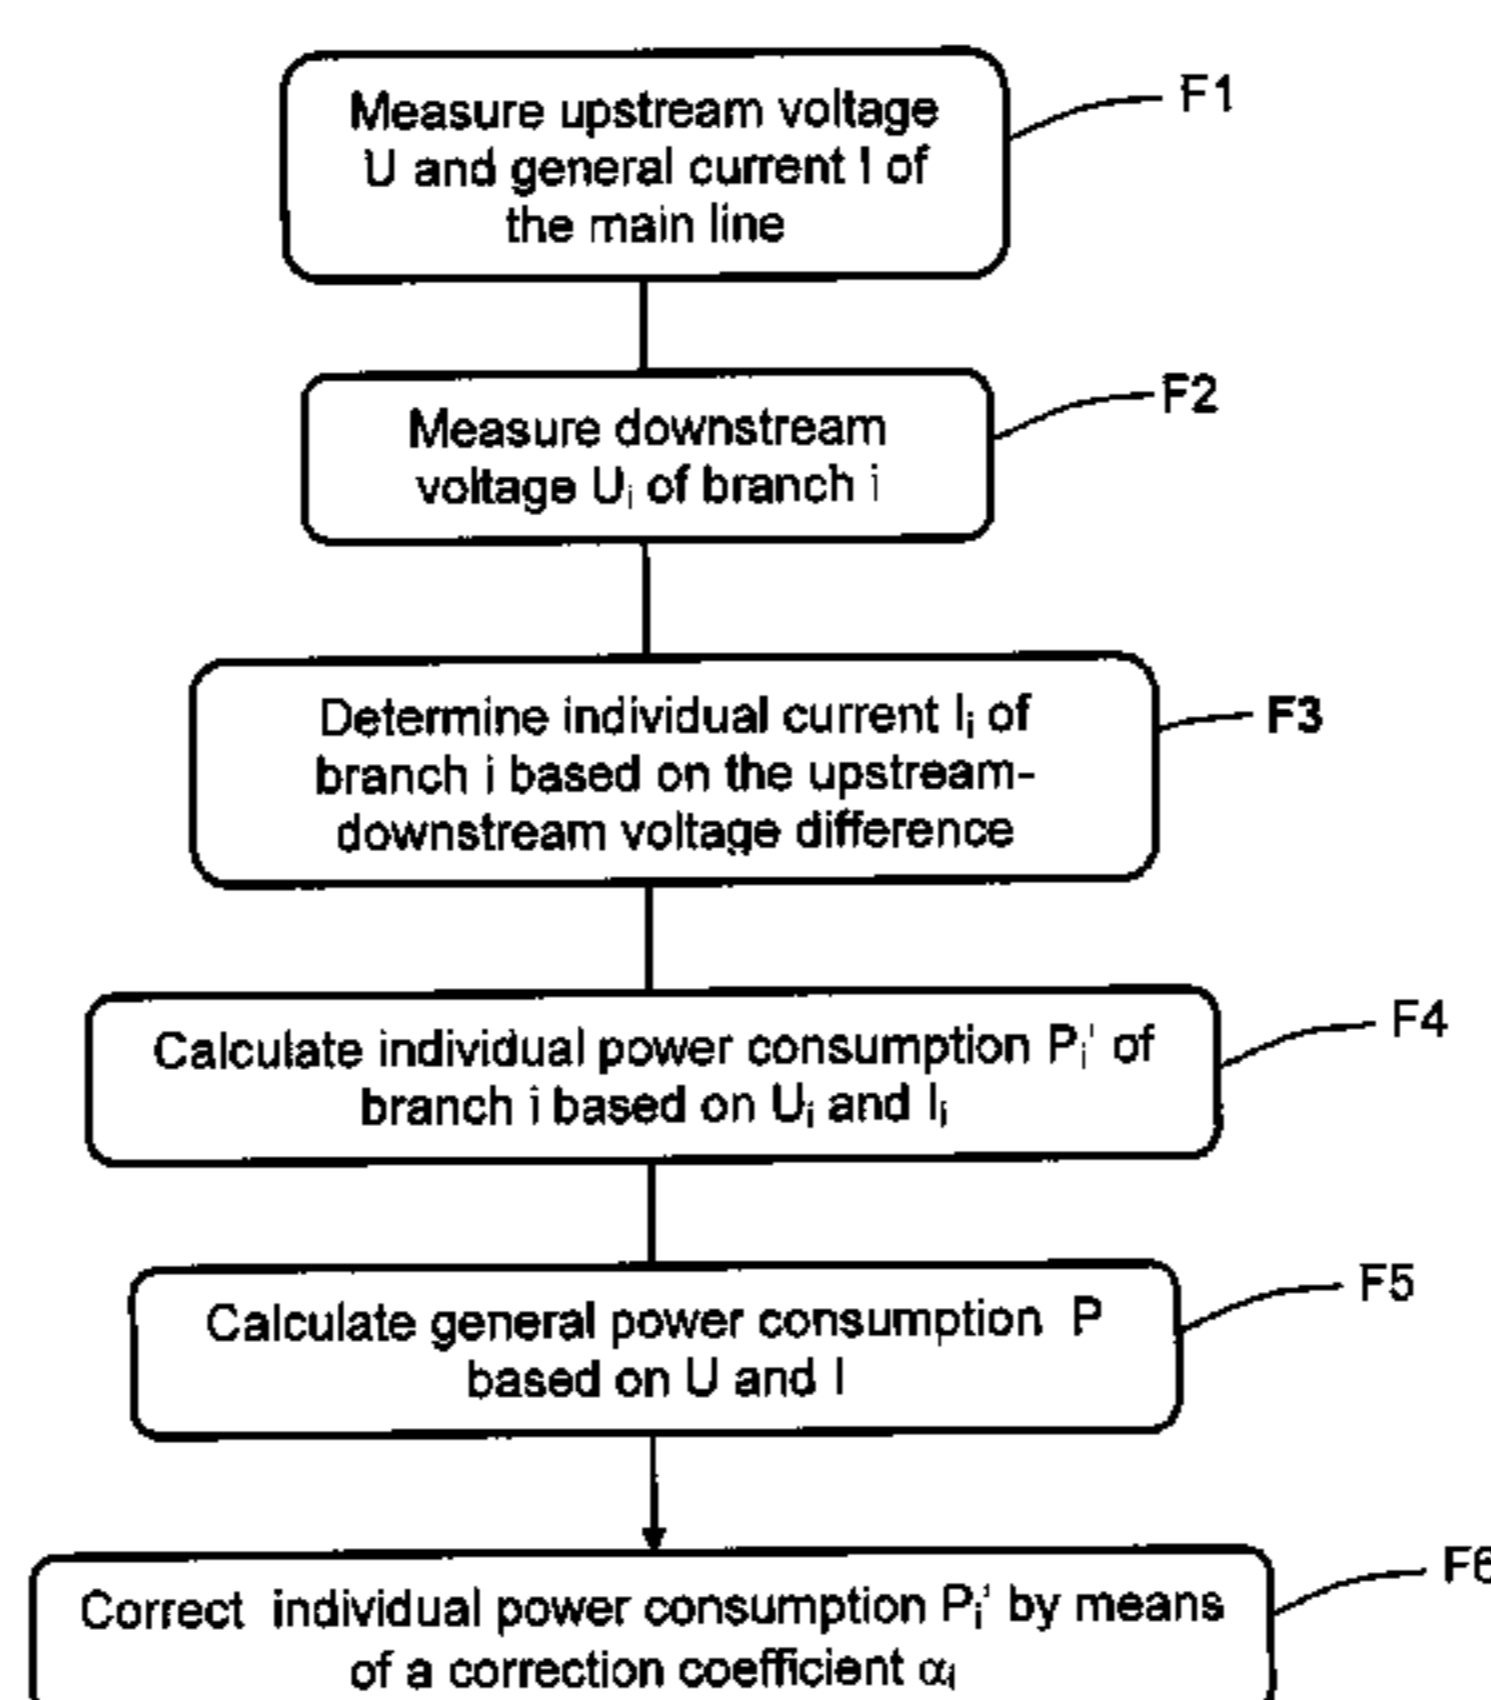 Measure upstream voltage
U and general current I of
the main line
F1
Measure downstream
voltage Uᵢ of branch i
F2
Determine individual current Iᵢ of
branch i based on the upstream-
downstream voltage difference
F3
Calculate individual power consumption Pᵢ' of
branch i based on Uᵢ and Iᵢ
F4
Calculate general power consumption P
based on U and I
F5
Correct individual power consumption Pᵢ' by means
of a correction coefficient αᵢ
F6